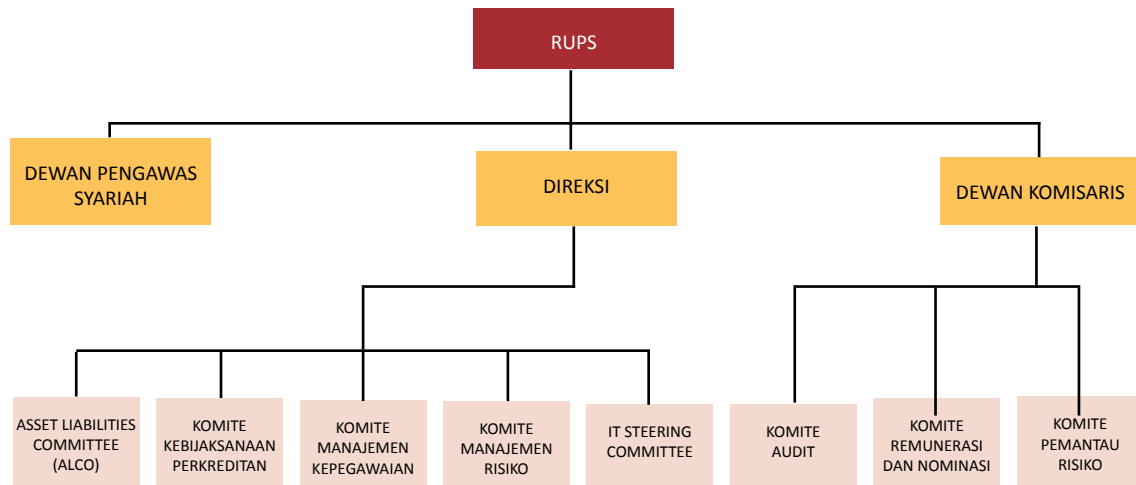 RUPS
DEWAN PENGAWAS
SYARIAH
DIREKSI
DEWAN KOMISARIS
ASSET LIABILITIES
COMMITTEE
(ALCO)
KOMITE
KEBIJAKSANAAN
PERKREDITAN
KOMITE
MANAJEMEN
KEPEGAWAIAN
KOMITE
MANAJEMEN
RISIKO
IT STEERING
COMMITTEE
KOMITE
AUDIT
KOMITE
REMUNERASI
DAN NOMINASI
KOMITE
PEMANTAU
RISIKO